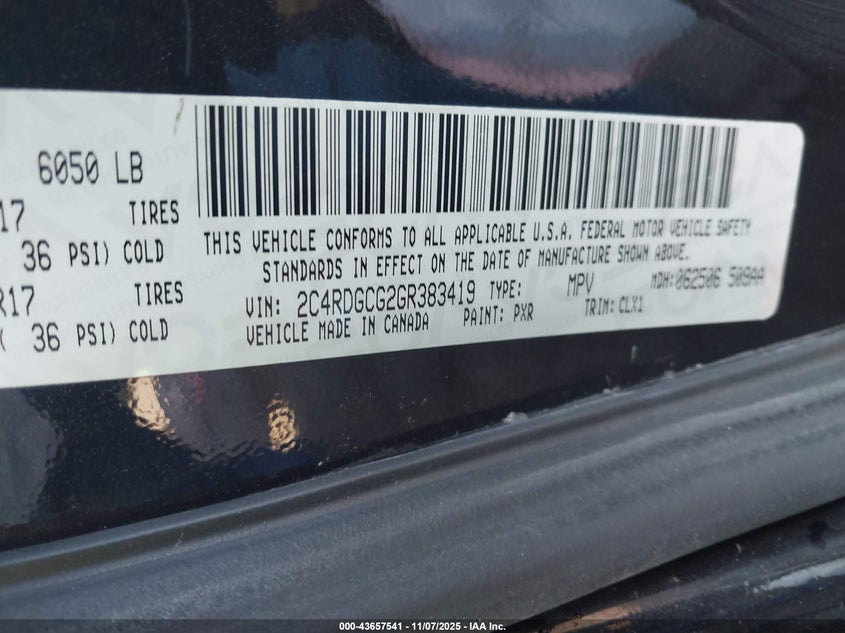 6050 LB
17 TIRES
36 PSI) COLD
R17 TIRES
( 36 PSI) COLD
THIS VEHICLE CONFORMS TO ALL APPLICABLE U.S.A. FEDERAL MOTOR VEHICLE SAFETY
STANDARDS IN EFFECT ON THE DATE OF MANUFACTURE SHOWN ABOVE.
VIN: 2C4RDGCG2GR383419 TYPE: MPV MDH:062506 509AA
VEHICLE MADE IN CANADA PAINT: PXR TRIM: CLX1
000-43657541 - 11/07/2025 - IAA Inc.